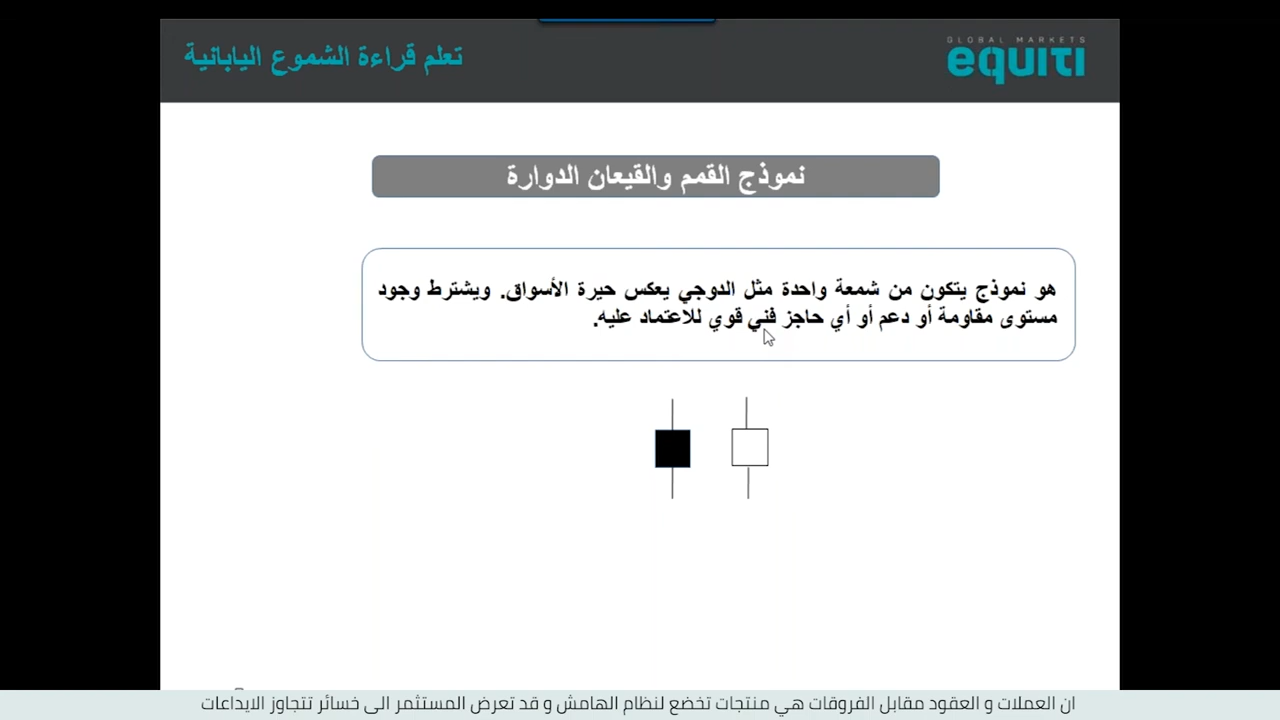 تعلم قراءة الشموع اليابانية
GLOBAL MARKETS
equiti
نموذج القمم والقيعان الدوارة
هو نموذج يتكون من شمعة واحدة مثل الدوجي يعكس حيرة الأسواق. ويشترط وجود
مستوى مقاومة أو دعم أو أي حاجز فني قوي للاعتماد عليه.
ان العملات و العقود مقابل الفروقات هي منتجات تخضع لنظام الهامش و قد تعرض المستثمر الى خسائر تتجاوز الايداعات